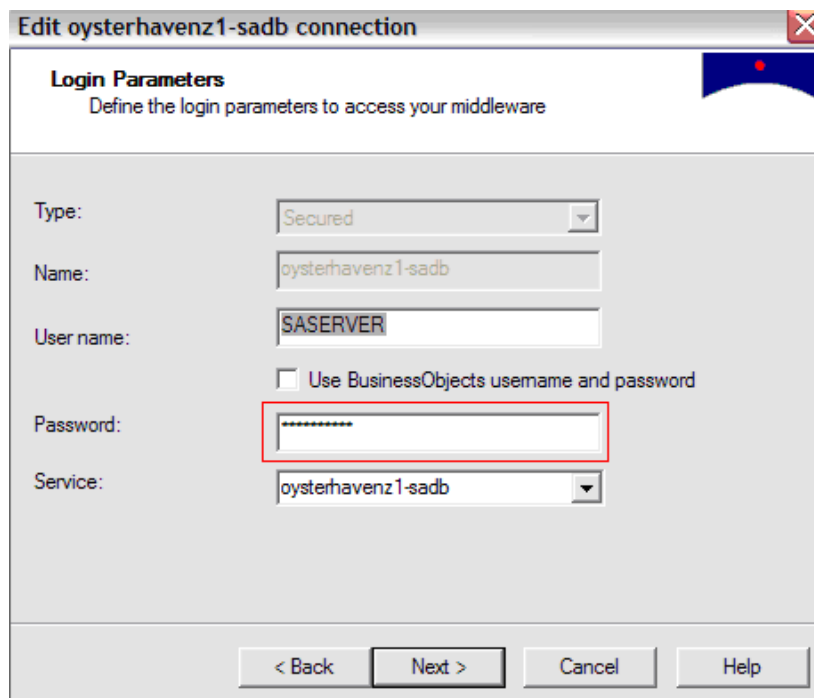 Edit oysterhavenz1-sadb connection
Login Parameters
Define the login parameters to access your middleware
Type:
Secured
Name:
oysterhavenz1-sadb
User name:
SASERVER
Use BusinessObjects username and password
Password:
**********
Service:
oysterhavenz1-sadb
< Back
Next >
Cancel
Help